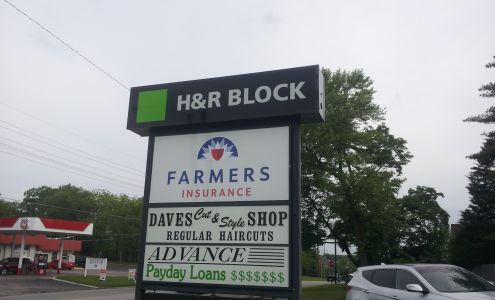 H&R BLOCK
FARMERS
INSURANCE
DAVES Cut & Style SHOP
REGULAR HAIRCUTS
ADVANCE
Payday Loans $$$$$$$